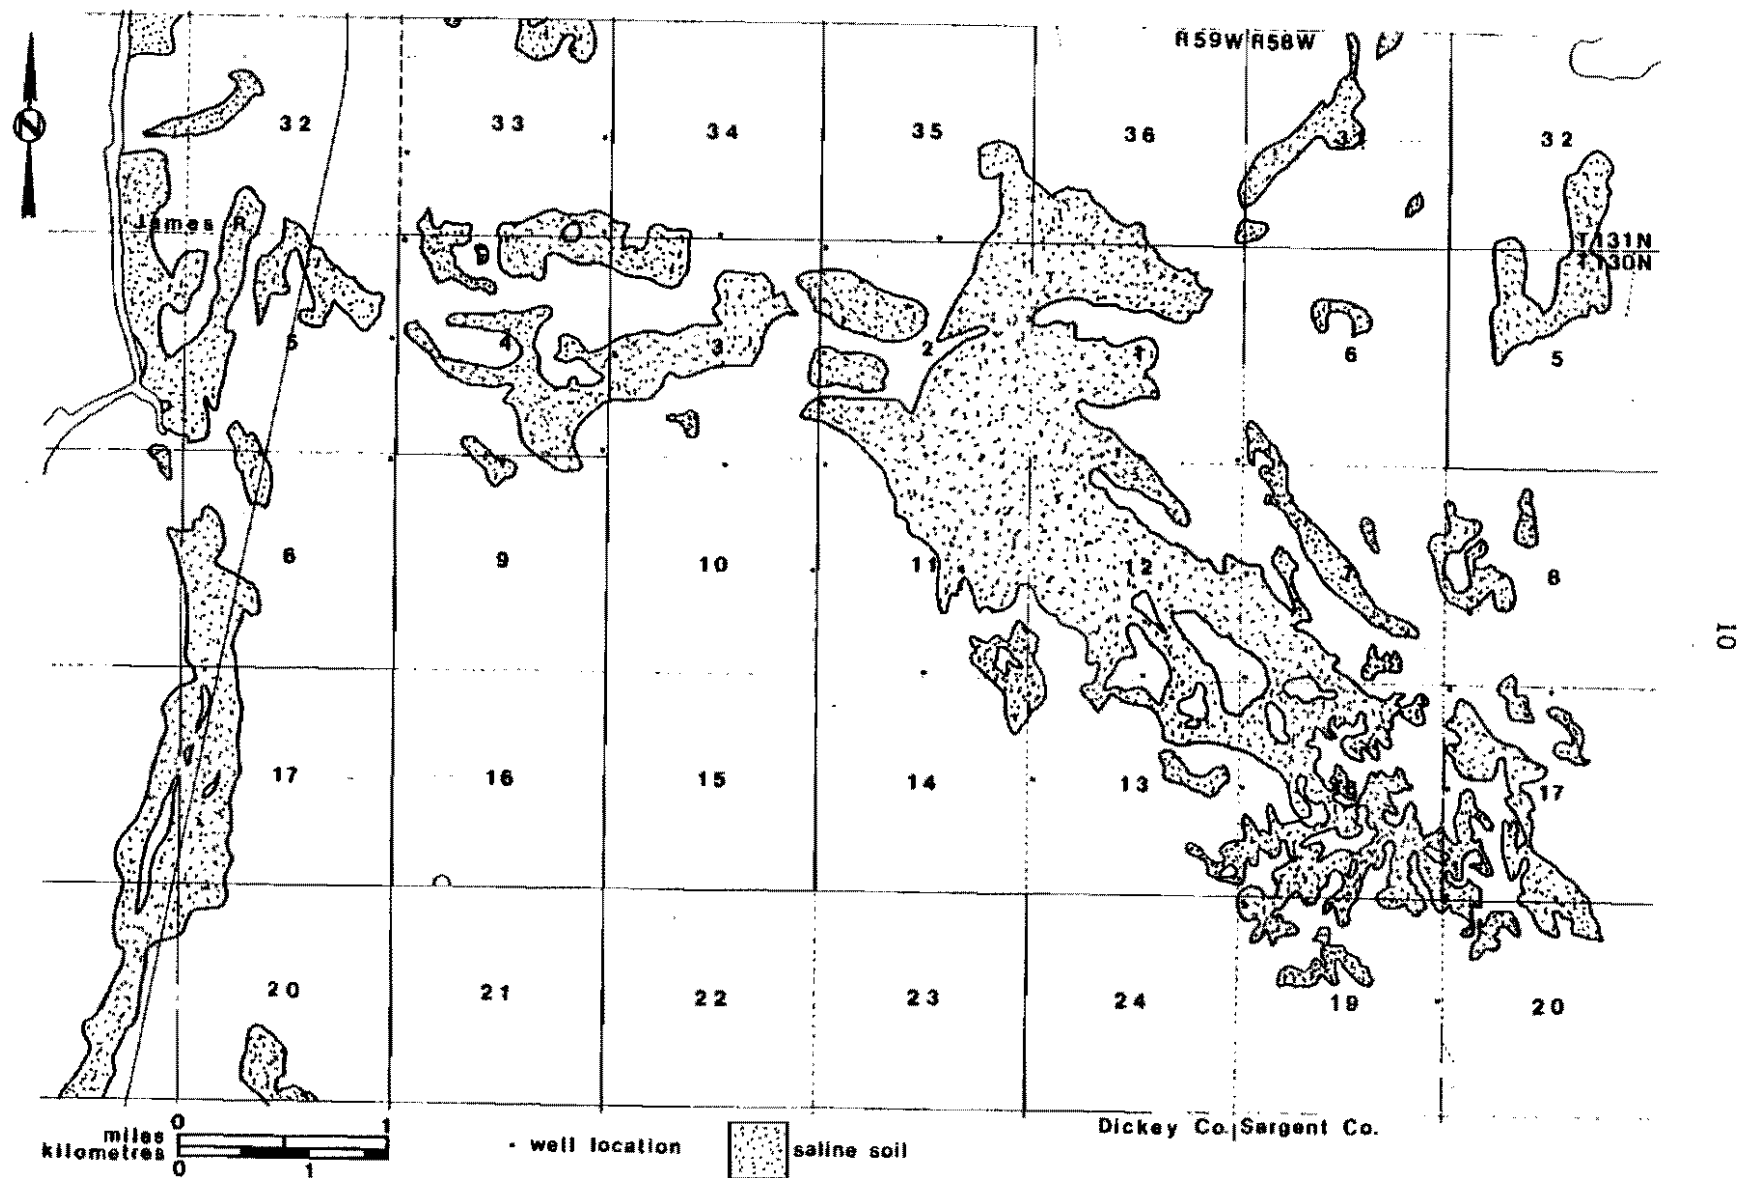 R59W R58W
N
32 33 34 35 36 31 32
James R.
T131N
T130N
5 4 3 2 1 6 5
8 9 10 11 12 7 8
10
17 16 15 14 13 18 17
20 21 22 23 24 19 20
0 1
miles
kilometres
0 1
· well location
saline soil
Dickey Co. Sargent Co.